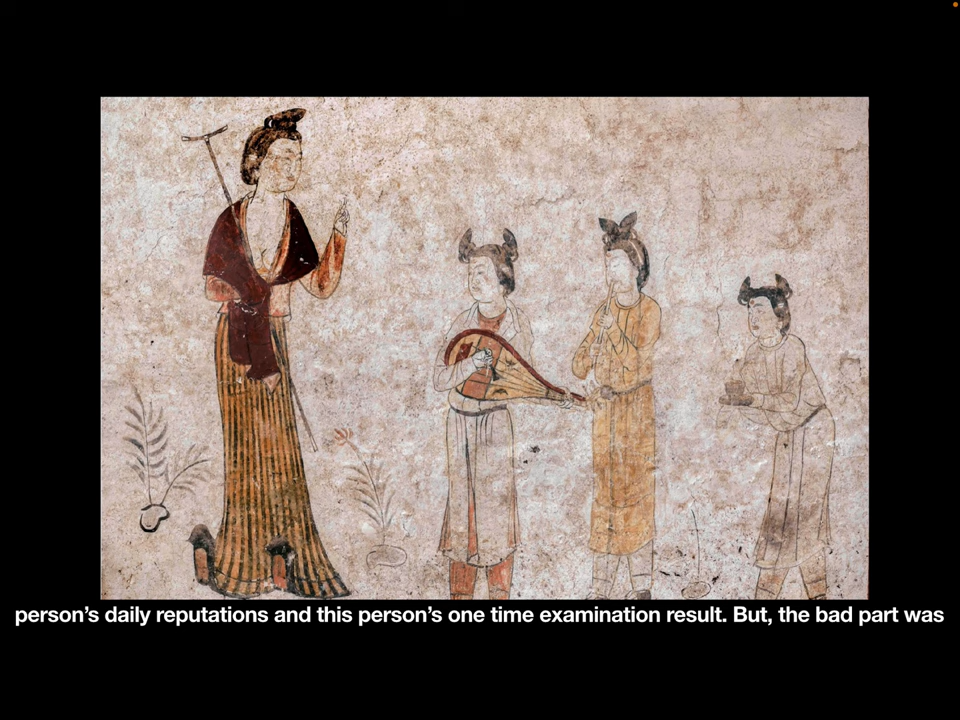 person’s daily reputations and this person’s one time examination result. But, the bad part was